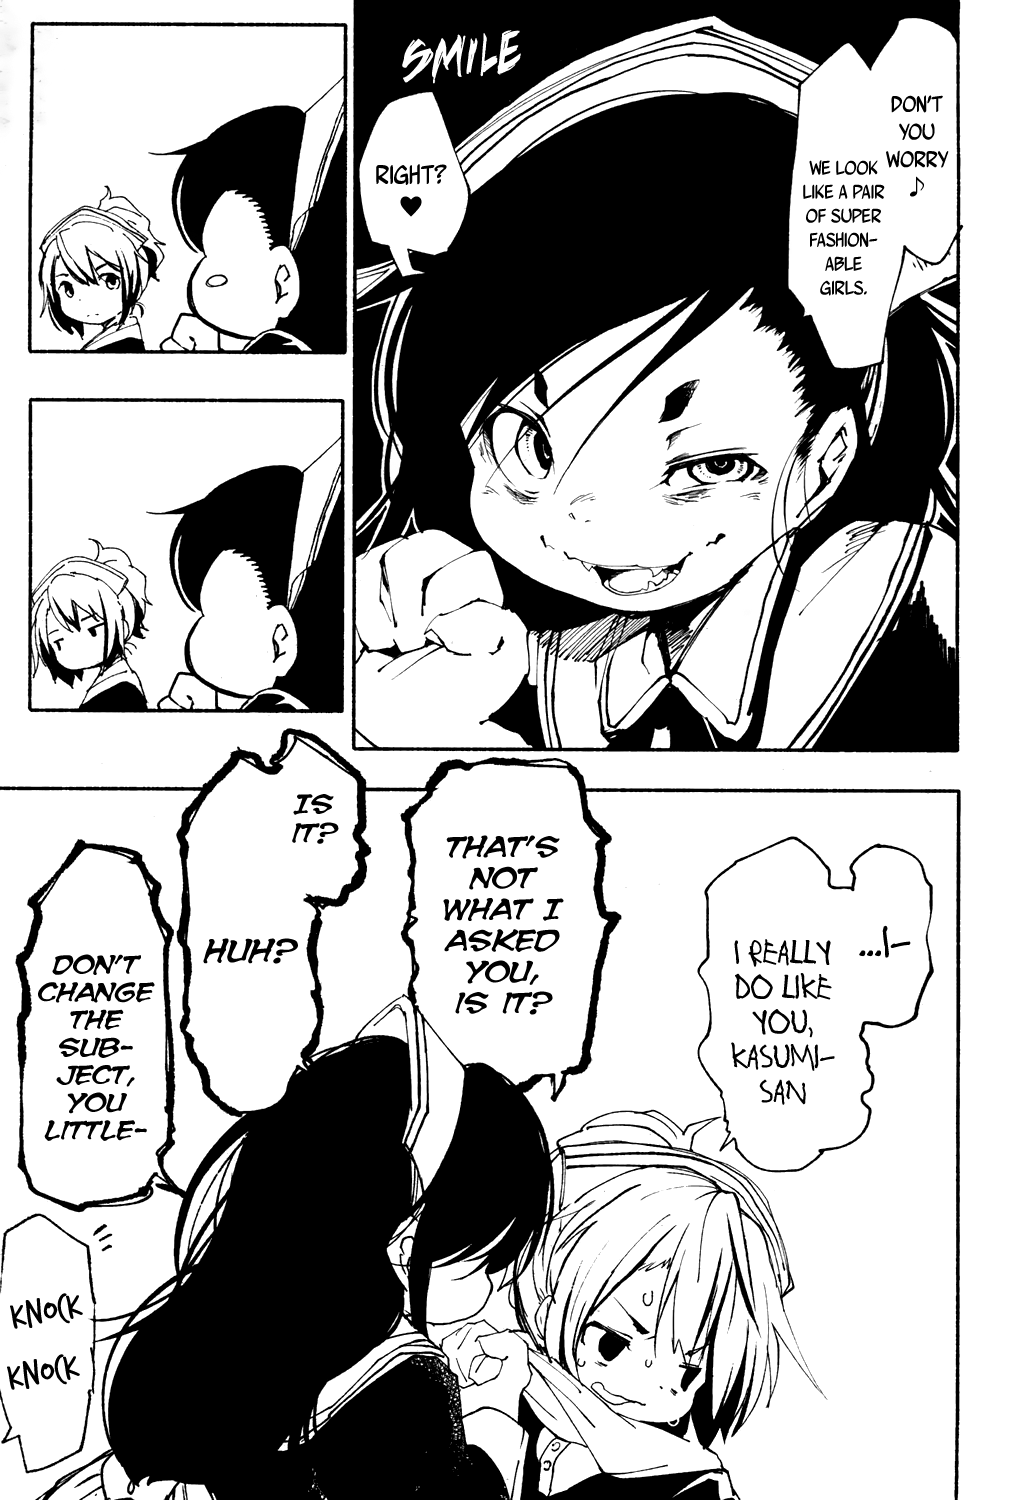 DON'T
YOU
WORRY
♪
WE LOOK
LIKE A PAIR
OF SUPER
FASHION-
ABLE
GIRLS.
SMILE
RIGHT?
♥
...I-
I REALLY
DO LIKE
YOU,
KASUMI-
SAN
THAT'S
NOT
WHAT I
ASKED
YOU,
IS IT?
IS
IT?
HUH?
DON'T
CHANGE
THE
SUB-
JECT,
YOU
LITTLE-
KNOCK
KNOCK